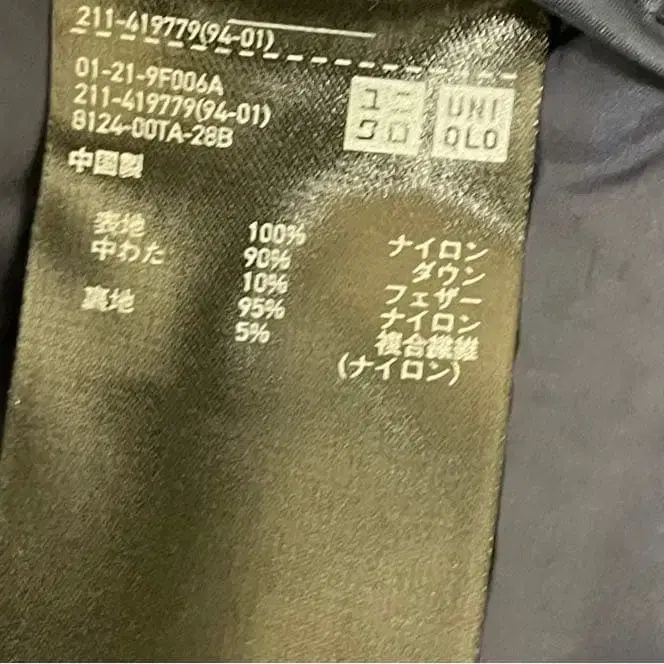 211-419779(94-01)
01-21-9F006A
211-419779(94-01)
8124-00TA-28B
ユニ
クロ
UNI
QLO
中国製
表地 100% ナイロン
中わた 90% ダウン
10% フェザー
裏地 95% ナイロン
5% 複合繊維
(ナイロン)